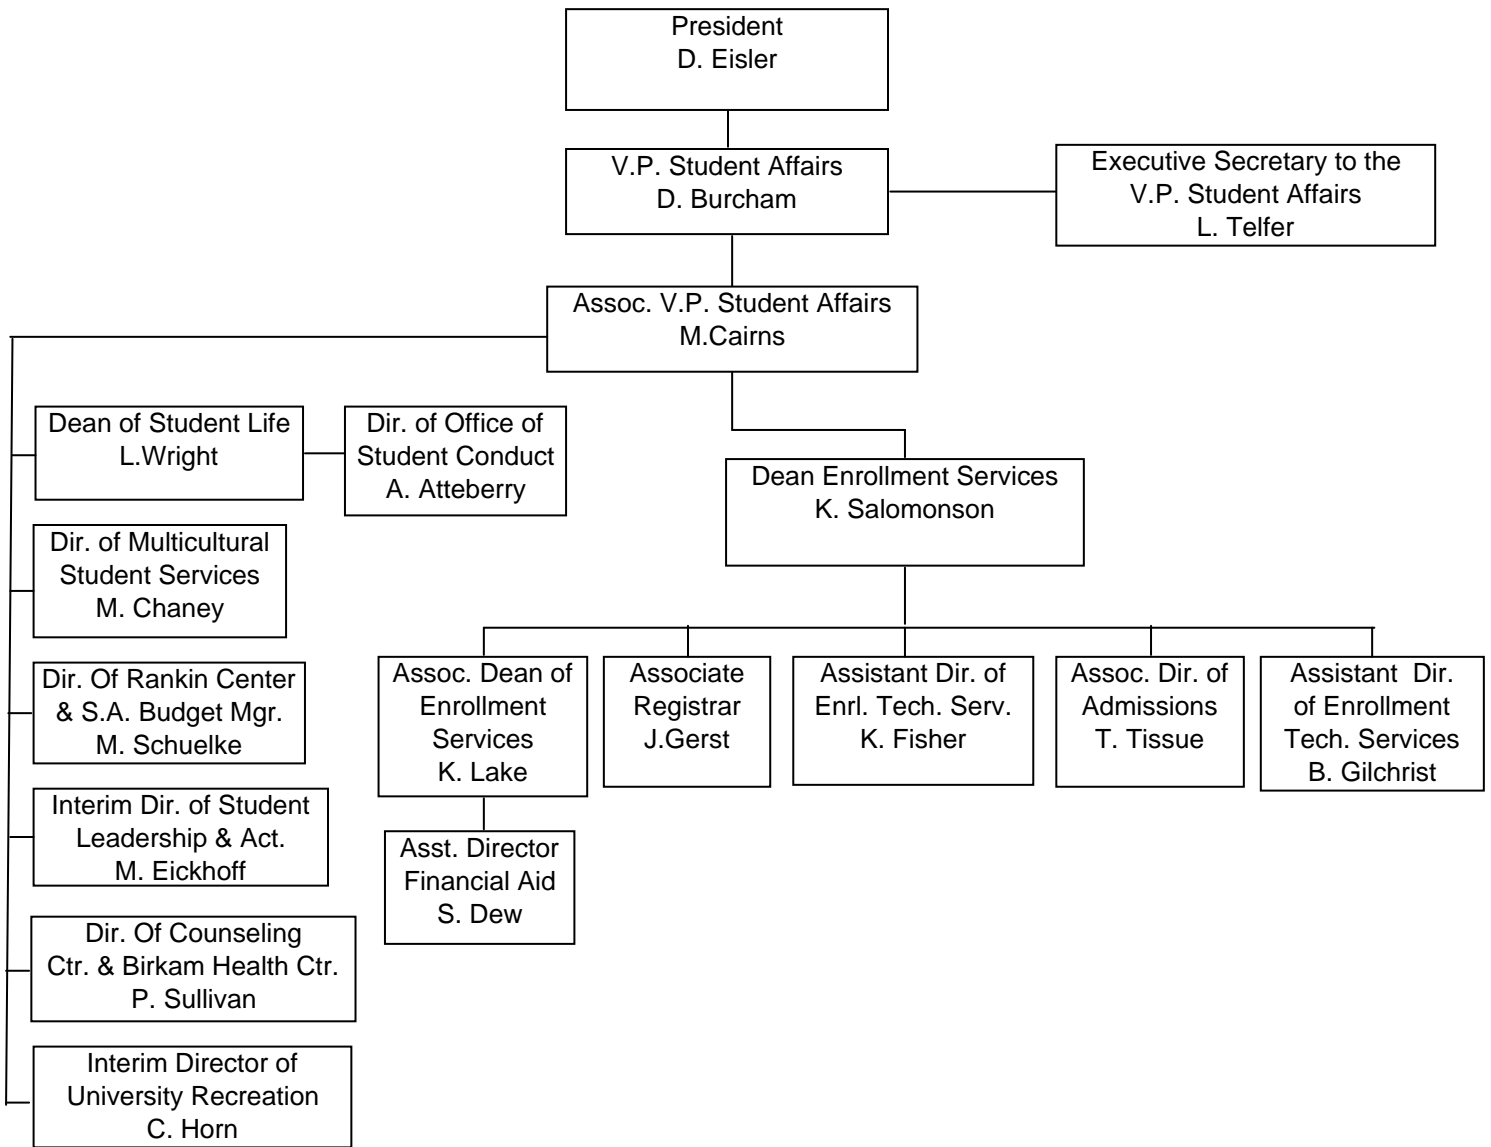 President
D. Eisler
V.P. Student Affairs
D. Burcham
Executive Secretary to the
V.P. Student Affairs
L. Telfer
Assoc. V.P. Student Affairs
M.Cairns
Dean of Student Life
L.Wright
Dir. of Office of
Student Conduct
A. Atteberry
Dir. of Multicultural
Student Services
M. Chaney
Dir. Of Rankin Center
& S.A. Budget Mgr.
M. Schuelke
Interim Dir. of Student
Leadership & Act.
M. Eickhoff
Dir. Of Counseling
Ctr. & Birkam Health Ctr.
P. Sullivan
Interim Director of
University Recreation
C. Horn
Dean Enrollment Services
K. Salomonson
Assoc. Dean of
Enrollment
Services
K. Lake
Asst. Director
Financial Aid
S. Dew
Associate
Registrar
J.Gerst
Assistant Dir. of
Enrl. Tech. Serv.
K. Fisher
Assoc. Dir. of
Admissions
T. Tissue
Assistant  Dir.
of Enrollment
Tech. Services
B. Gilchrist